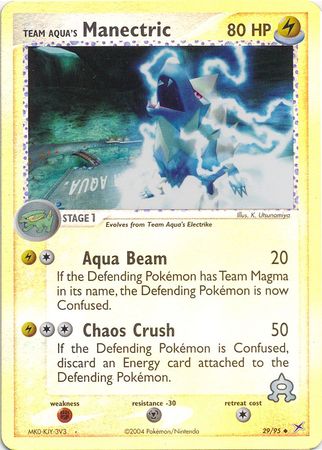 TEAM AQUA'S Manectric 80 HP
AQUA.
STAGE 1
Illus. K. Utsunomiya
Evolves from Team Aqua's Electrike
Aqua Beam 20
If the Defending Pokémon has Team Magma
in its name, the Defending Pokémon is now
Confused.
Chaos Crush 50
If the Defending Pokémon is Confused,
discard an Energy card attached to the
Defending Pokémon.
weakness resistance -30 retreat cost
MK0-KJY-3V3 ©2004 Pokémon/Nintendo 29/95